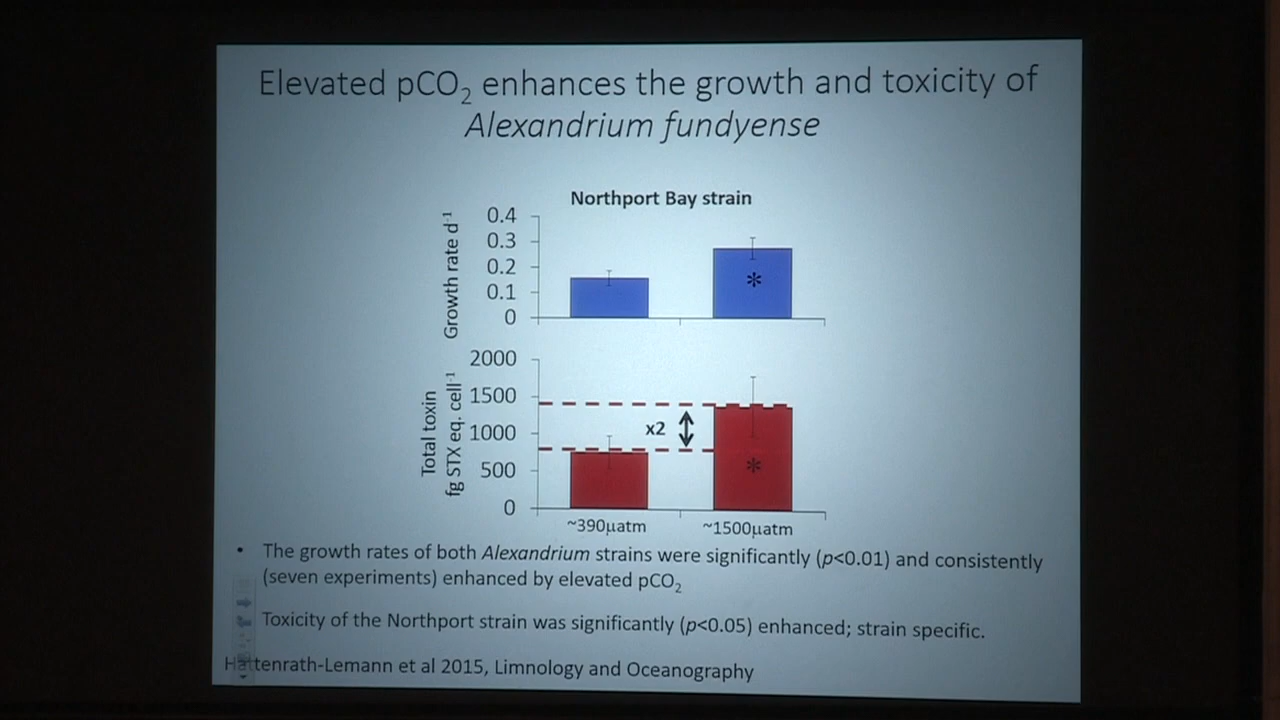 Elevated pCO₂ enhances the growth and toxicity of
Alexandrium fundyense
Northport Bay strain
Growth rate d⁻¹
0.4
0.3
0.2
0.1
0
*
Total toxin
fg STX eq. cell⁻¹
2000
1500
1000
500
0
x2
*
~390µatm
~1500µatm
• The growth rates of both Alexandrium strains were significantly (p<0.01) and consistently
(seven experiments) enhanced by elevated pCO₂
Toxicity of the Northport strain was significantly (p<0.05) enhanced; strain specific.
Hattenrath-Lemann et al 2015, Limnology and Oceanography